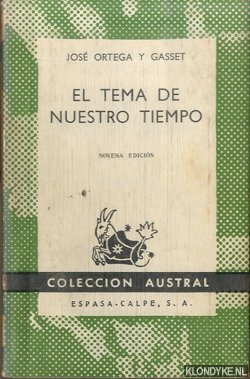 JOSÉ ORTEGA Y GASSET
EL TEMA DE
NUESTRO TIEMPO
NOVENA EDICIÓN
COLECCION AUSTRAL
ESPASA-CALPE, S. A.
KLONDYKE.NL